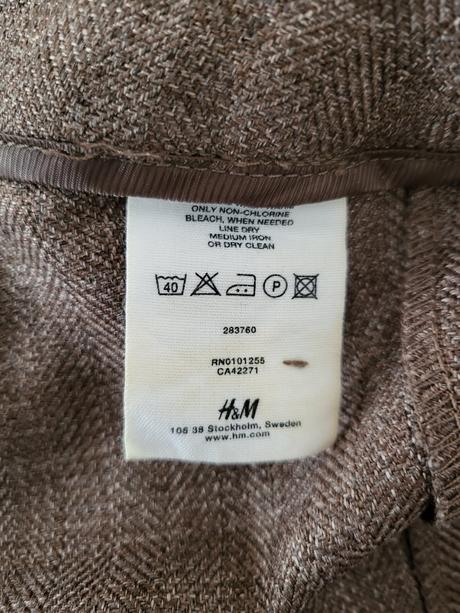 ONLY NON-CHLORINE
BLEACH, WHEN NEEDED
LINE DRY
MEDIUM IRON
OR DRY CLEAN
40 P
283760
RN0101255
CA42271
H&M
106 38 Stockholm, Sweden
www.hm.com